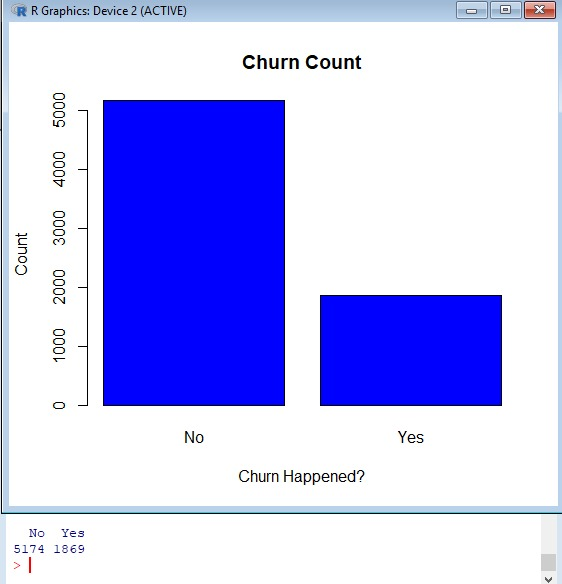 R Graphics: Device 2 (ACTIVE)
Churn Count
5000
4000
3000
2000
1000
0
Count
No Yes
Churn Happened?
No Yes
5174 1869
>